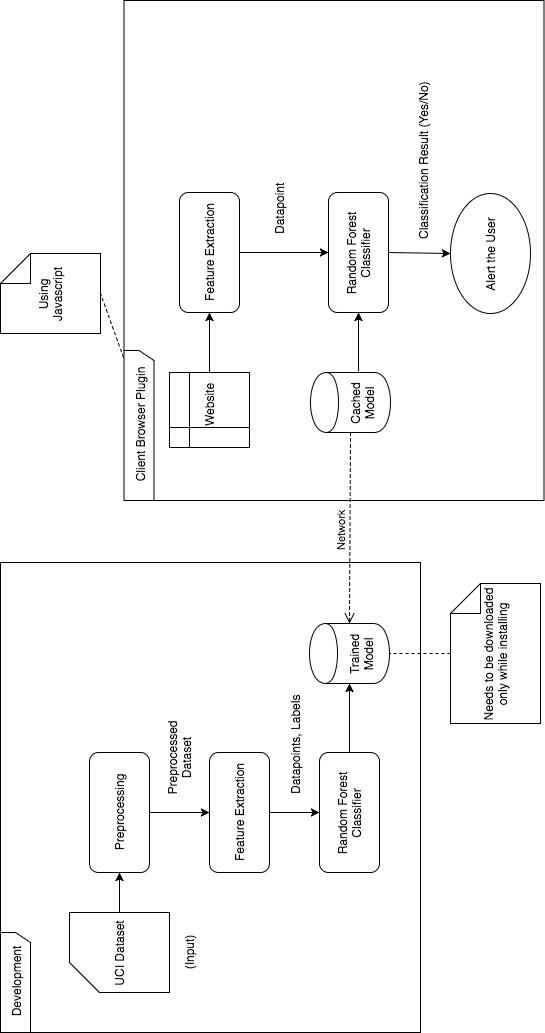 Development
UCI Dataset
(Input)
Preprocessing
Preprocessed
Dataset
Feature Extraction
Datapoints, Labels
Random Forest
Classifier
Trained
Model
Needs to be downloaded
only while installing
Network
Client Browser Plugin
Using
Javascript
Website
Feature Extraction
Datapoint
Cached
Model
Random Forest
Classifier
Classification Result (Yes/No)
Alert the User